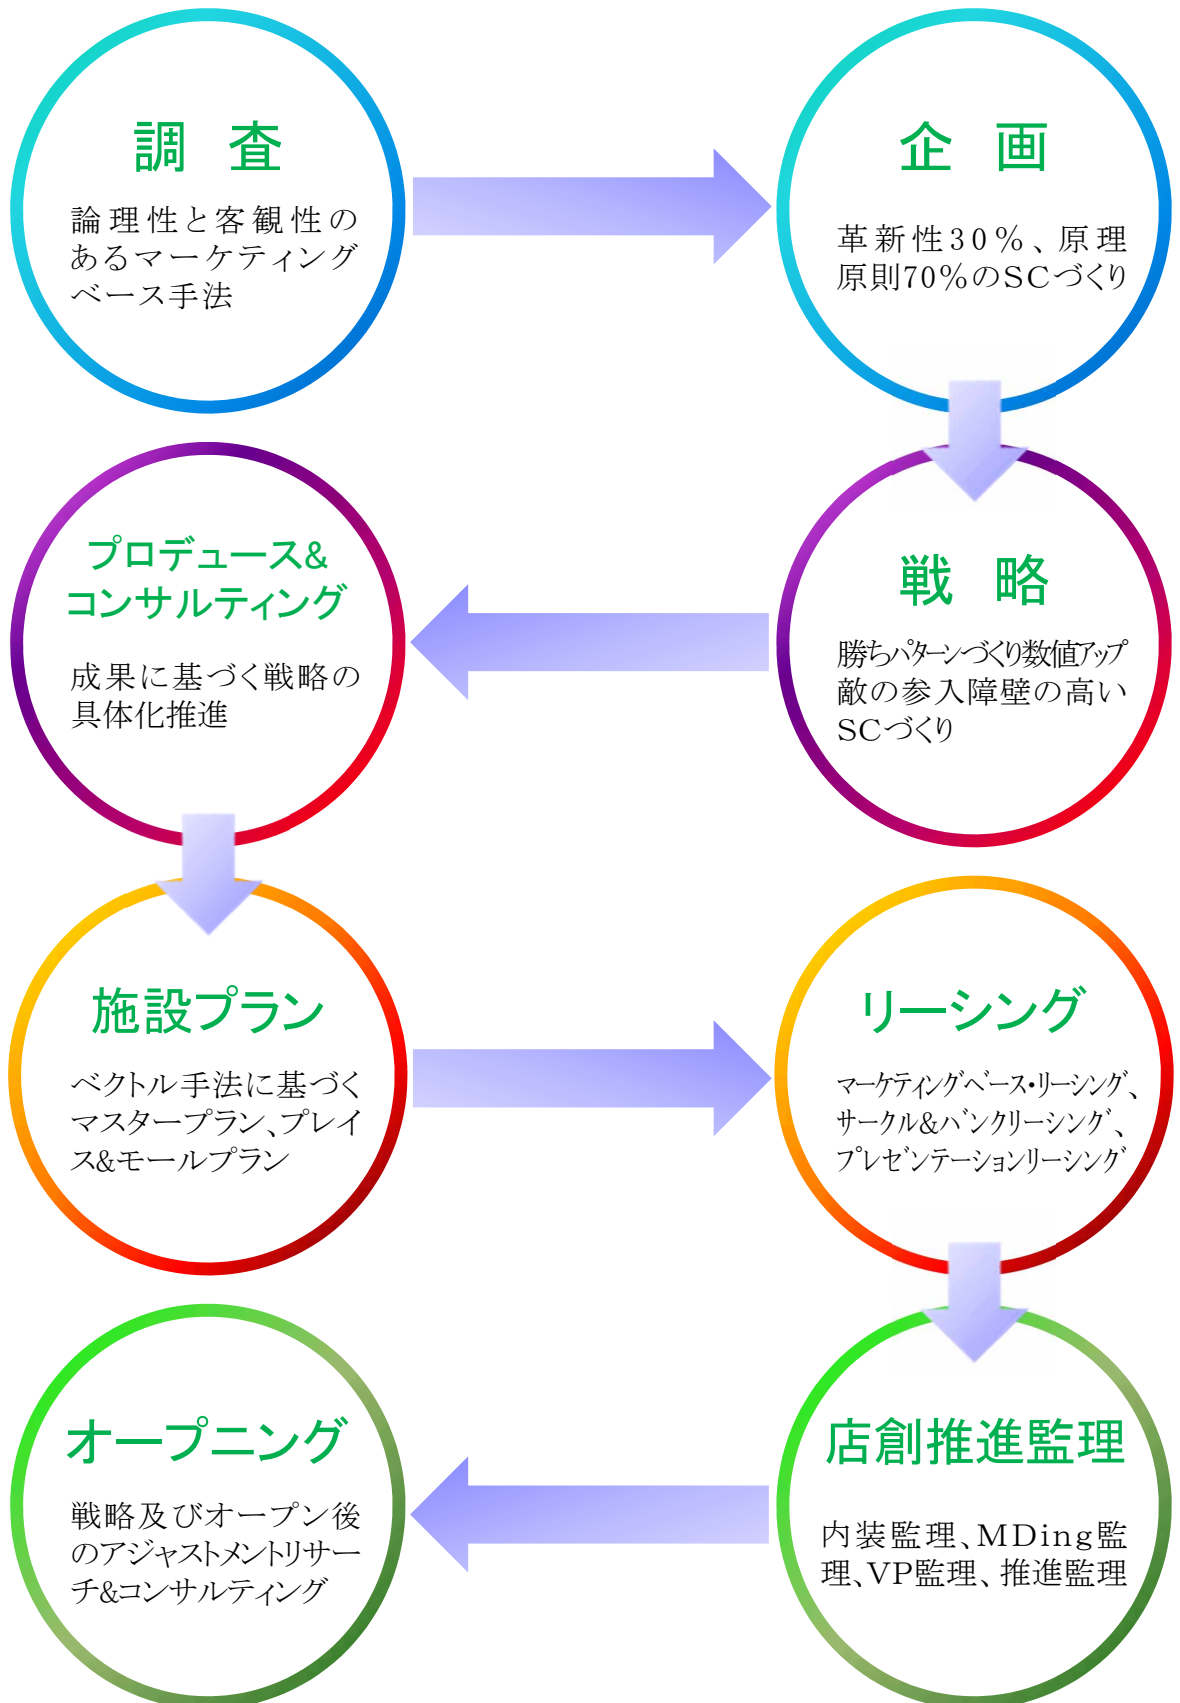 調　査
論理性と客観性の
あるマーケティング
ベース手法
企　画
革新性30％、原理
原則70％のSCづくり
戦　略
勝ちパターンづくり数値アップ
敵の参入障壁の高い
SCづくり
プロデュース&
コンサルティング
成果に基づく戦略の
具体化推進
施設プラン
ベクトル手法に基づく
マスタープラン、プレイ
ス&モールプラン
リーシング
マーケティングベース・リーシング、
サークル&バンクリーシング、
プレゼンテーションリーシング
店創推進監理
内装監理、MDing監
理、VP監理、推進監理
オープニング
戦略及びオープン後
のアジャストメントリサー
チ&コンサルティング